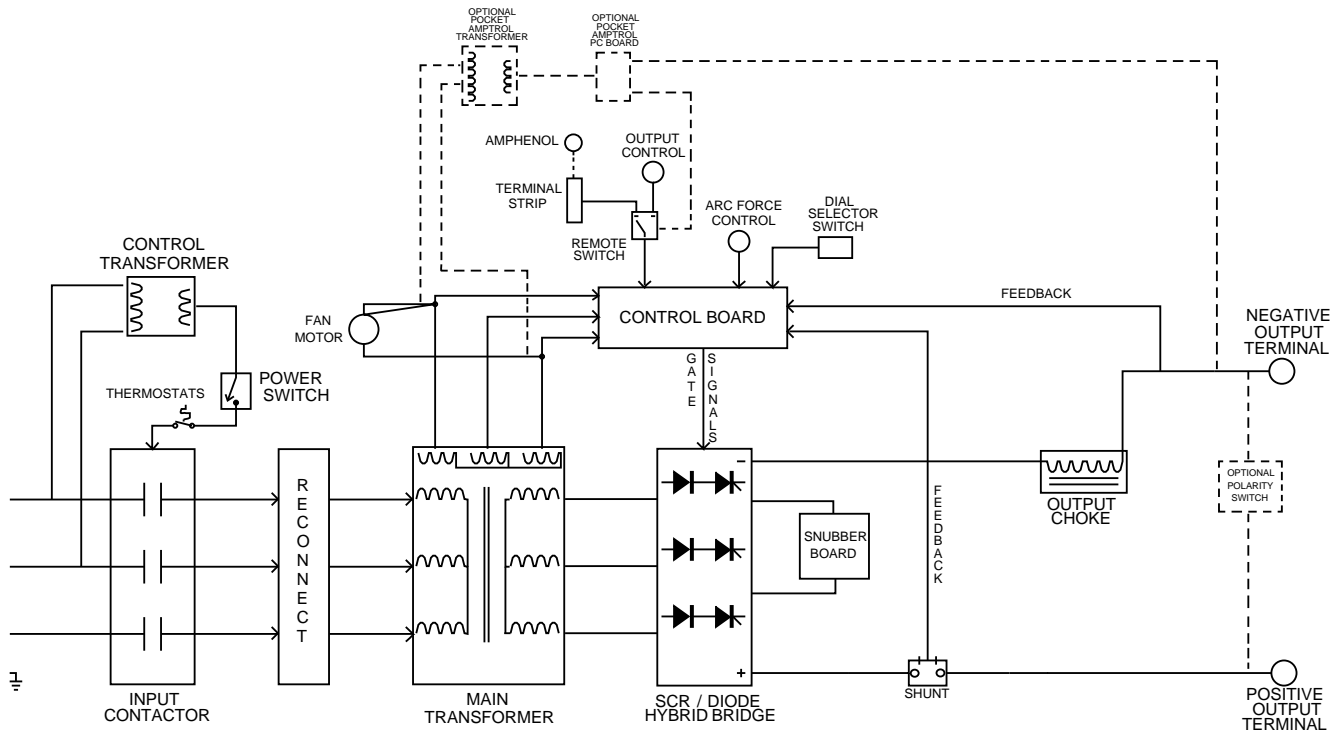 OPTIONAL
POCKET
AMPTROL
TRANSFORMER
OPTIONAL
POCKET
AMPTROL
PC BOARD
AMPHENOL
OUTPUT
CONTROL
TERMINAL
STRIP
REMOTE
SWITCH
ARC FORCE
CONTROL
DIAL
SELECTOR
SWITCH
CONTROL
TRANSFORMER
FAN
MOTOR
CONTROL BOARD
FEEDBACK
NEGATIVE
OUTPUT
TERMINAL
THERMOSTATS
POWER
SWITCH
GATE
SIGNALS
RECONNECT
–
+
SNUBBER
BOARD
FEEDBACK
OUTPUT
CHOKE
OPTIONAL
POLARITY
SWITCH
INPUT
CONTACTOR
MAIN
TRANSFORMER
SCR / DIODE
HYBRID BRIDGE
SHUNT
POSITIVE
OUTPUT
TERMINAL